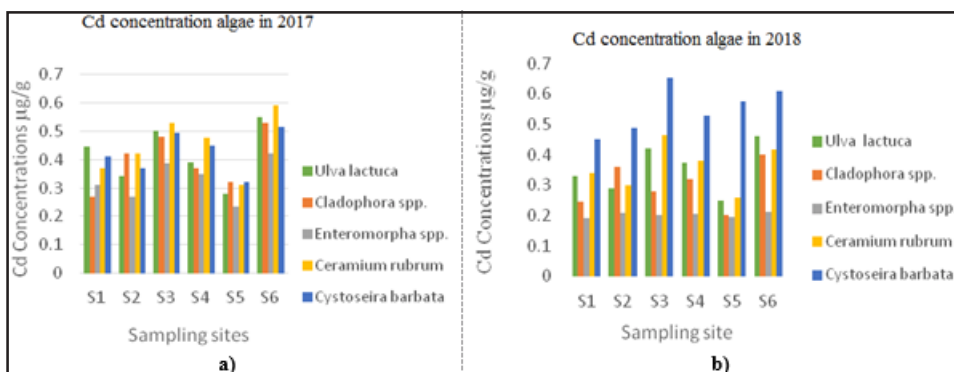 Cd concentration algae in 2017
Cd Concentrations µg/g
0.7
0.6
0.5
0.4
0.3
0.2
0.1
0
S1 S2 S3 S4 S5 S6
Sampling sites
Ulva lactuca
Cladophora spp.
Enteromorpha spp.
Ceramium rubrum
Cystoseira barbata
a)
Cd concentration algae in 2018
Cd Concentrations µg/g
0.7
0.6
0.5
0.4
0.3
0.2
0.1
0
S1 S2 S3 S4 S5 S6
Sampling site
Ulva lactuca
Cladophora spp.
Enteromorpha spp.
Ceramium rubrum
Cystoseira barbata
b)